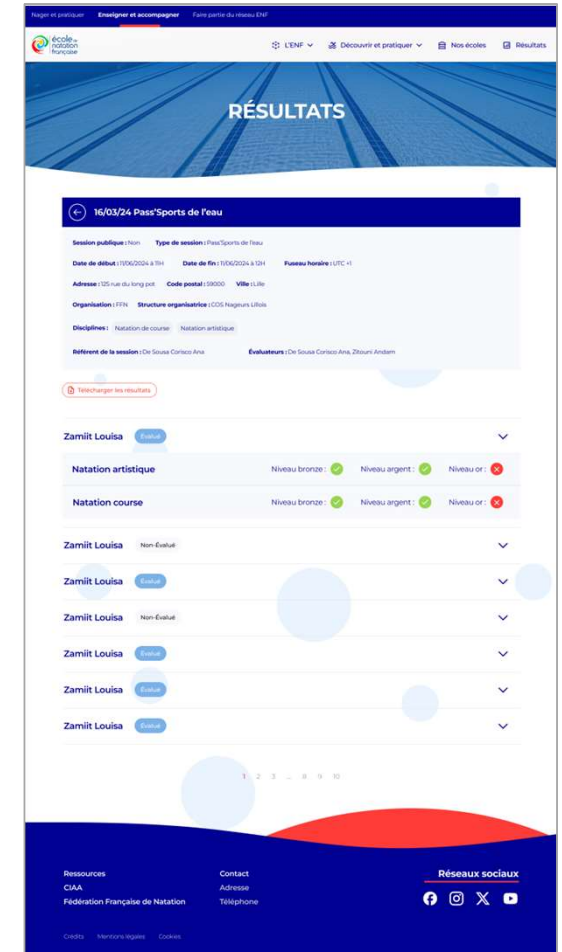 Nager et pratiquer Enseigner et accompagner Faire partie du réseau ENF
école de natation française
L'ENF Découvrir et pratiquer Nos écoles Résultats
RÉSULTATS
16/03/24 Pass'Sports de l'eau
Session publique : Non Type de session : Pass'Sports de l'eau
Date de début : 11/06/2024 à 11H Date de fin : 11/06/2024 à 12H Fuseau horaire : UTC +1
Adresse : 125 rue du long pot Code postal : 59000 Ville : Lille
Organisation : FFN Structure organisatrice : COS Nageurs Lillois
Disciplines : Natation de course Natation artistique
Référent de la session : De Sousa Corisco Ana Évaluateurs : De Sousa Corisco Ana, Zitouni Andam
Télécharger les résultats
Zamiit Louisa Évalué
Natation artistique Niveau bronze : Niveau argent : Niveau or :
Natation course Niveau bronze : Niveau argent : Niveau or :
Zamiit Louisa Non-Évalué
Zamiit Louisa Évalué
Zamiit Louisa Non-Évalué
Zamiit Louisa Évalué
Zamiit Louisa Évalué
Zamiit Louisa Évalué
1 2 3 ... 8 9 10
Ressources Contact Réseaux sociaux
CIAA Adresse
Fédération Française de Natation Téléphone
Crédits Mentions légales Cookies